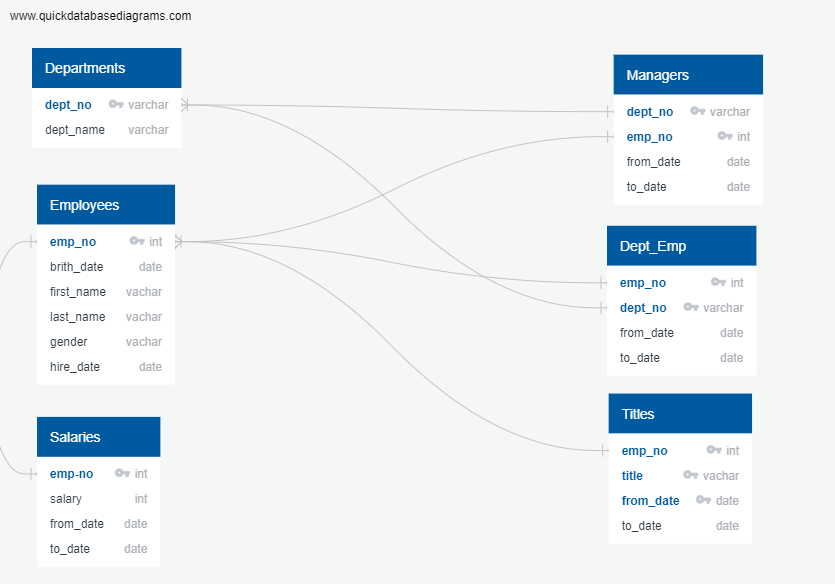 www.quickdatabasediagrams.com
Departments
dept_no varchar
dept_name varchar
Employees
emp_no int
brith_date date
first_name vachar
last_name vachar
gender vachar
hire_date date
Salaries
emp-no int
salary int
from_date date
to_date date
Managers
dept_no varchar
emp_no int
from_date date
to_date date
Dept_Emp
emp_no int
dept_no varchar
from_date date
to_date date
Titles
emp_no int
title vachar
from_date date
to_date date